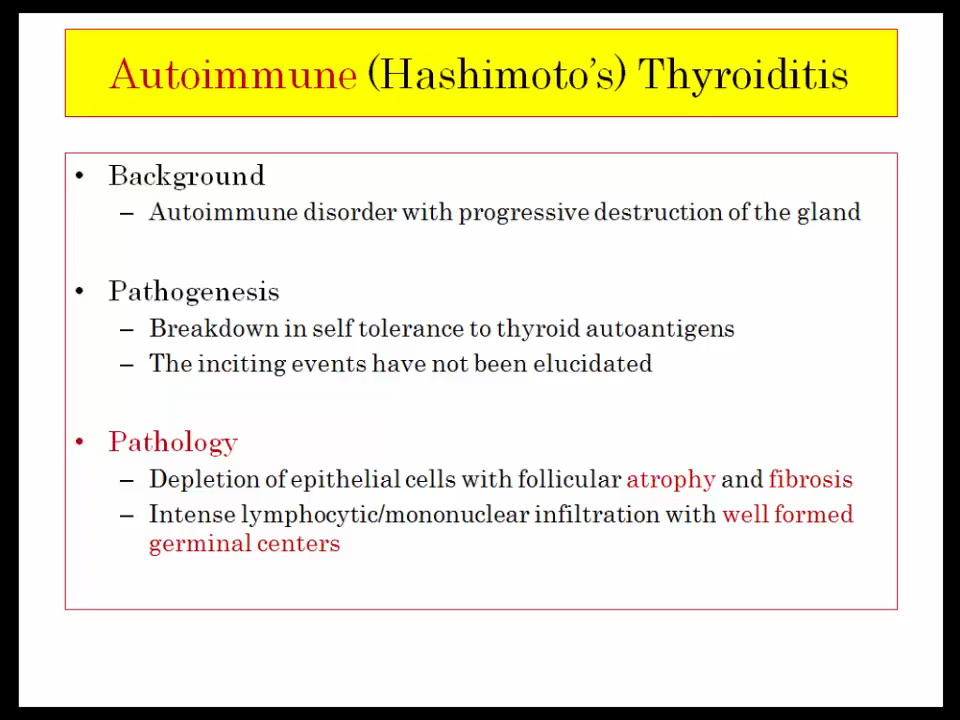 Autoimmune (Hashimoto's) Thyroiditis
• Background
– Autoimmune disorder with progressive destruction of the gland
• Pathogenesis
– Breakdown in self tolerance to thyroid autoantigens
– The inciting events have not been elucidated
• Pathology
– Depletion of epithelial cells with follicular atrophy and fibrosis
– Intense lymphocytic/mononuclear infiltration with well formed
germinal centers